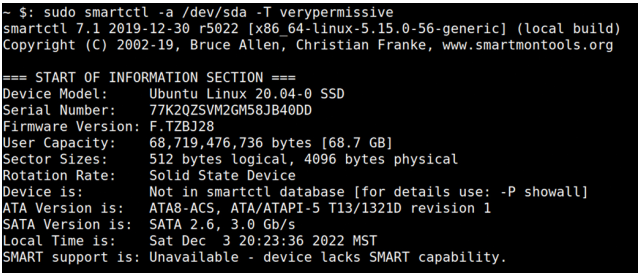 ~ $: sudo smartctl -a /dev/sda -T verypermissive
smartctl 7.1 2019-12-30 r5022 [x86_64-linux-5.15.0-56-generic] (local build)
Copyright (C) 2002-19, Bruce Allen, Christian Franke, www.smartmontools.org

=== START OF INFORMATION SECTION ===
Device Model:     Ubuntu Linux 20.04-0 SSD
Serial Number:    77K2QZSVM2GM58JB40DD
Firmware Version: F.TZBJ28
User Capacity:    68,719,476,736 bytes [68.7 GB]
Sector Sizes:     512 bytes logical, 4096 bytes physical
Rotation Rate:    Solid State Device
Device is:        Not in smartctl database [for details use: -P showall]
ATA Version is:   ATA8-ACS, ATA/ATAPI-5 T13/1321D revision 1
SATA Version is:  SATA 2.6, 3.0 Gb/s
Local Time is:    Sat Dec  3 20:23:36 2022 MST
SMART support is: Unavailable - device lacks SMART capability.